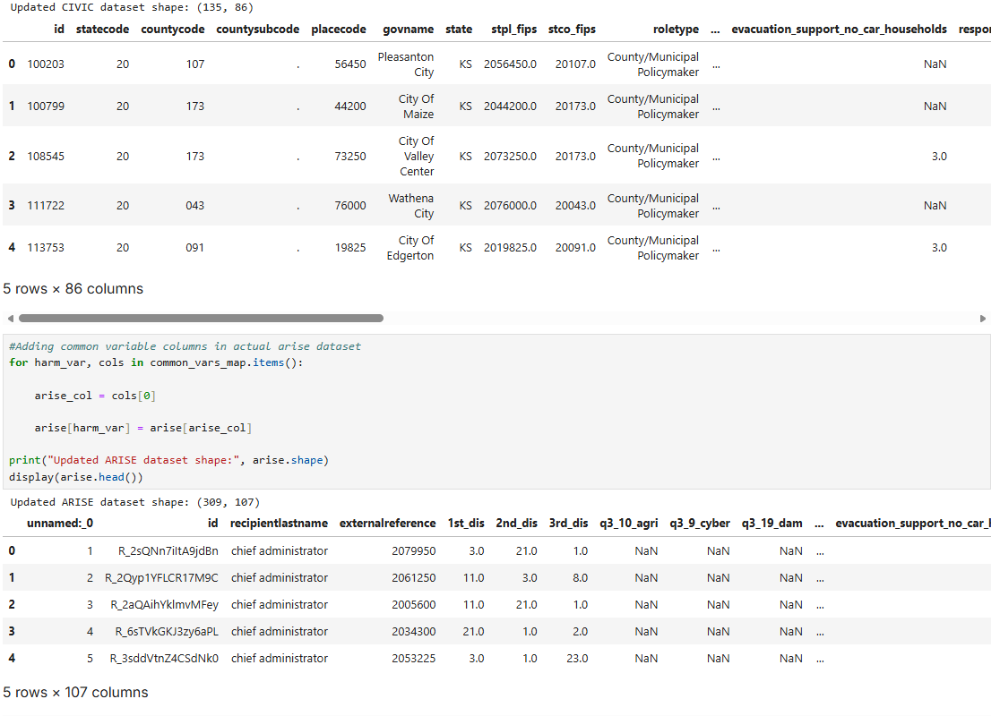 Updated CIVIC dataset shape: (135, 86)
id statecode countycode countysubcode placecode govname state stpl_fips stco_fips roletype ... evacuation_support_no_car_households respor
0 100203 20 107 . 56450 Pleasanton City KS 2056450.0 20107.0 County/Municipal Policymaker ... NaN
1 100799 20 173 . 44200 City Of Maize KS 2044200.0 20173.0 County/Municipal Policymaker ... NaN
2 108545 20 173 . 73250 City Of Valley Center KS 2073250.0 20173.0 County/Municipal Policymaker ... 3.0
3 111722 20 043 . 76000 Wathena City KS 2076000.0 20043.0 County/Municipal Policymaker ... NaN
4 113753 20 091 . 19825 City Of Edgerton KS 2019825.0 20091.0 County/Municipal Policymaker ... 3.0
5 rows × 86 columns
#Adding common variable columns in actual arise dataset
for harm_var, cols in common_vars_map.items():
arise_col = cols[0]
arise[harm_var] = arise[arise_col]
print("Updated ARISE dataset shape:", arise.shape)
display(arise.head())
Updated ARISE dataset shape: (309, 107)
unnamed:_0 id recipientlastname externalreference 1st_dis 2nd_dis 3rd_dis q3_10_agri q3_9_cyber q3_19_dam ... evacuation_support_no_car_h
0 1 R_2sQNn7iItA9jdBn chief administrator 2079950 3.0 21.0 1.0 NaN NaN NaN ...
1 2 R_2Qyp1YFLCR17M9C chief administrator 2061250 11.0 3.0 8.0 NaN NaN NaN ...
2 3 R_2aQAihYklmvMFey chief administrator 2005600 11.0 21.0 1.0 NaN NaN NaN ...
3 4 R_6sTVkGKJ3zy6aPL chief administrator 2034300 21.0 1.0 2.0 NaN NaN NaN ...
4 5 R_3sddVtnZ4CSdNk0 chief administrator 2053225 3.0 1.0 23.0 NaN NaN NaN ...
5 rows × 107 columns